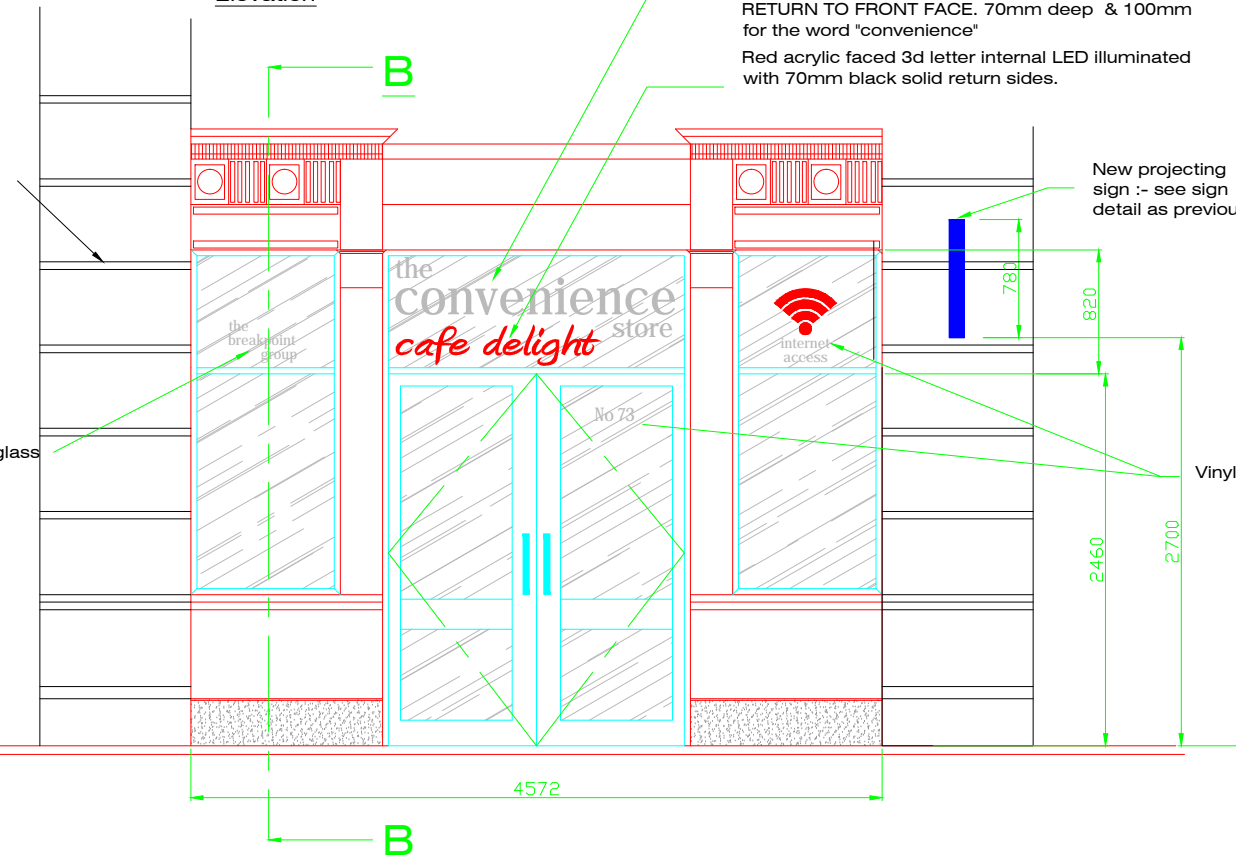 Elevation
RETURN TO FRONT FACE. 70mm deep & 100mm
for the word "convenience"
Red acrylic faced 3d letter internal LED illuminated
with 70mm black solid return sides.
B
New projecting
sign :- see sign
detail as previou
the
convenience
store
cafe delight
the
breakpoint
group
internet
access
780
820
No 73
glass
Vinyl
2460
2700
4572
B